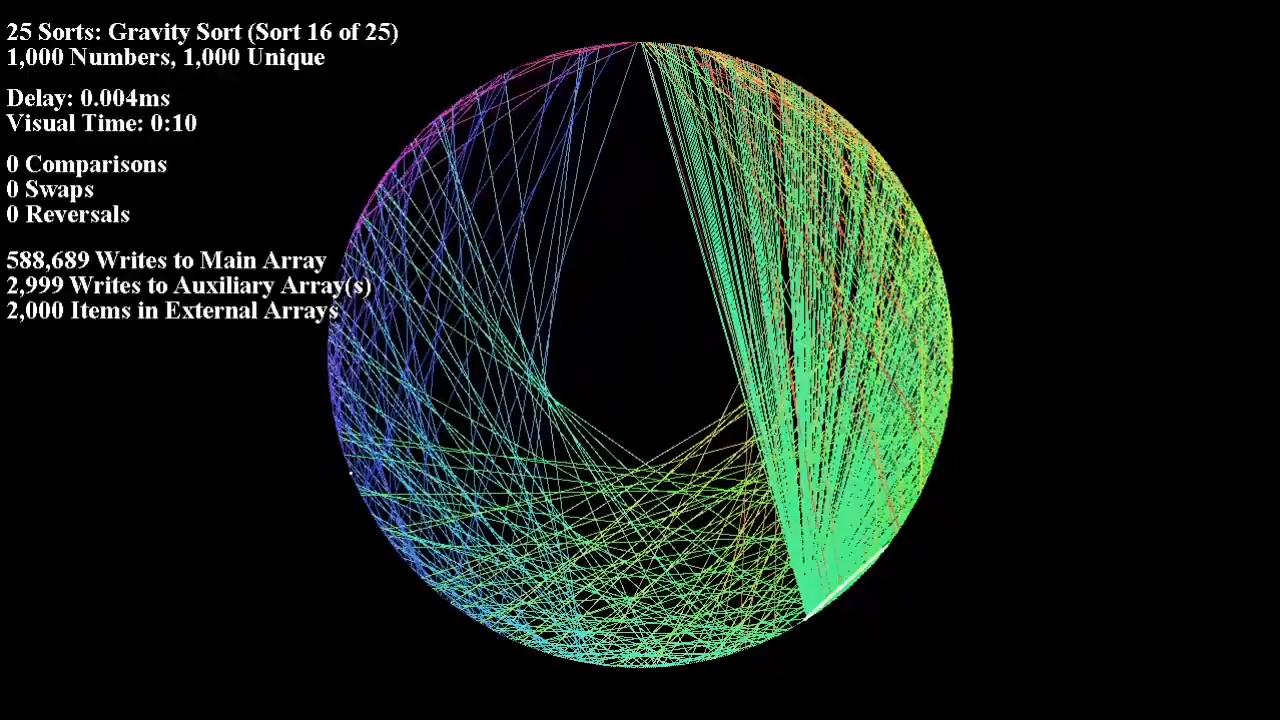 25 Sorts: Gravity Sort (Sort 16 of 25)
1,000 Numbers, 1,000 Unique
Delay: 0.004ms
Visual Time: 0:10
0 Comparisons
0 Swaps
0 Reversals
588,689 Writes to Main Array
2,999 Writes to Auxiliary Array(s)
2,000 Items in External Arrays